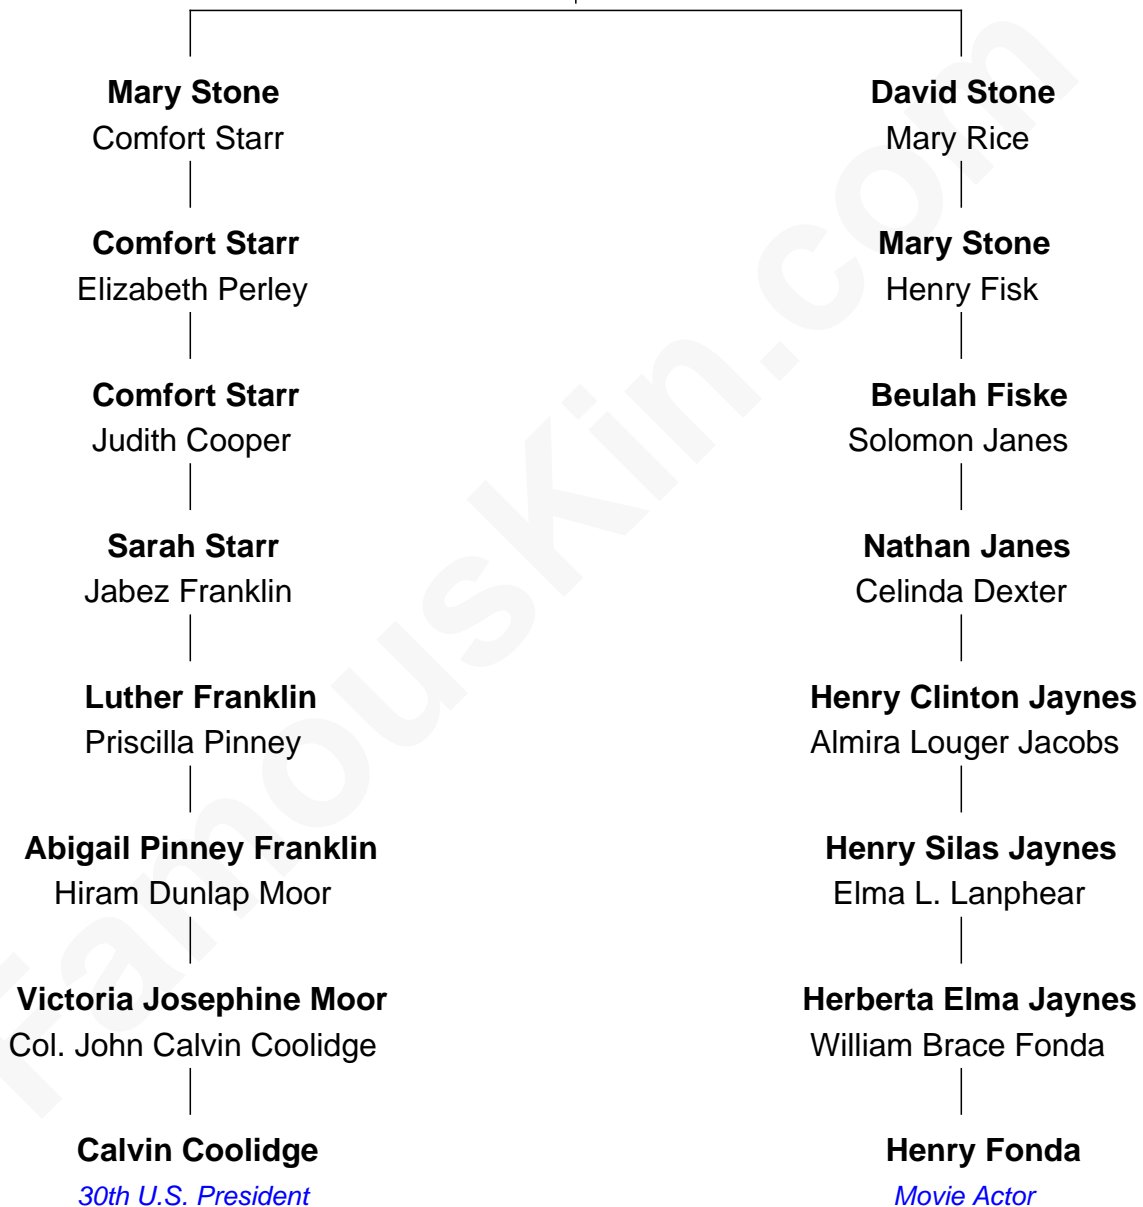 Mary Stone
Comfort Starr
Comfort Starr
Elizabeth Perley
Comfort Starr
Judith Cooper
Sarah Starr
Jabez Franklin
Luther Franklin
Priscilla Pinney
Abigail Pinney Franklin
Hiram Dunlap Moor
Victoria Josephine Moor
Col. John Calvin Coolidge
Calvin Coolidge
30th U.S. President
David Stone
Mary Rice
Mary Stone
Henry Fisk
Beulah Fiske
Solomon Janes
Nathan Janes
Celinda Dexter
Henry Clinton Jaynes
Almira Louger Jacobs
Henry Silas Jaynes
Elma L. Lanphear
Herberta Elma Jaynes
William Brace Fonda
Henry Fonda
Movie Actor
FamousKin.com